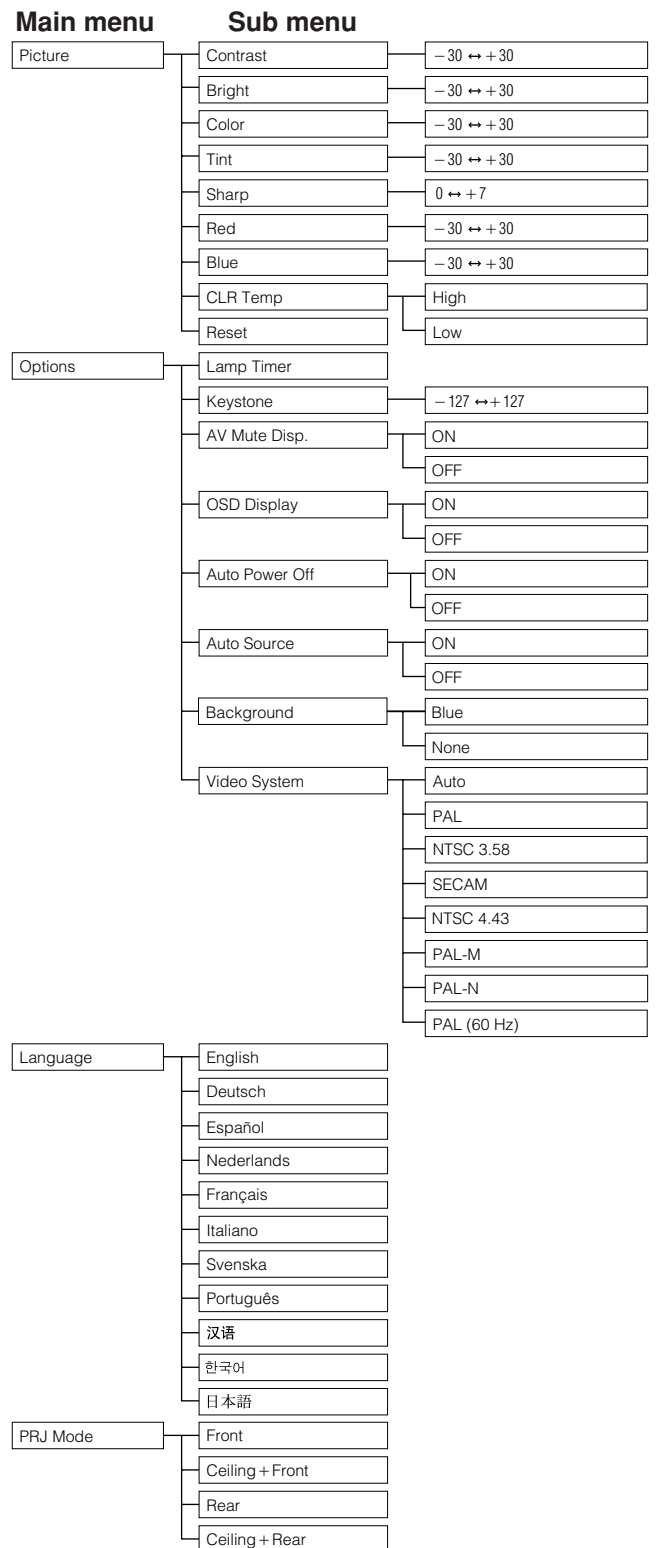 Main menu Sub menu
Picture Contrast −30 ↔ +30
Bright −30 ↔ +30
Color −30 ↔ +30
Tint −30 ↔ +30
Sharp 0 ↔ +7
Red −30 ↔ +30
Blue −30 ↔ +30
CLR Temp High
Reset Low
Options Lamp Timer
Keystone −127 ↔ +127
AV Mute Disp. ON
OFF
OSD Display ON
OFF
Auto Power Off ON
OFF
Auto Source ON
OFF
Background Blue
None
Video System Auto
PAL
NTSC 3.58
SECAM
NTSC 4.43
PAL-M
PAL-N
PAL (60 Hz)
Language English
Deutsch
Español
Nederlands
Français
Italiano
Svenska
Português
汉语
한국어
日本語
PRJ Mode Front
Ceiling+Front
Rear
Ceiling+Rear